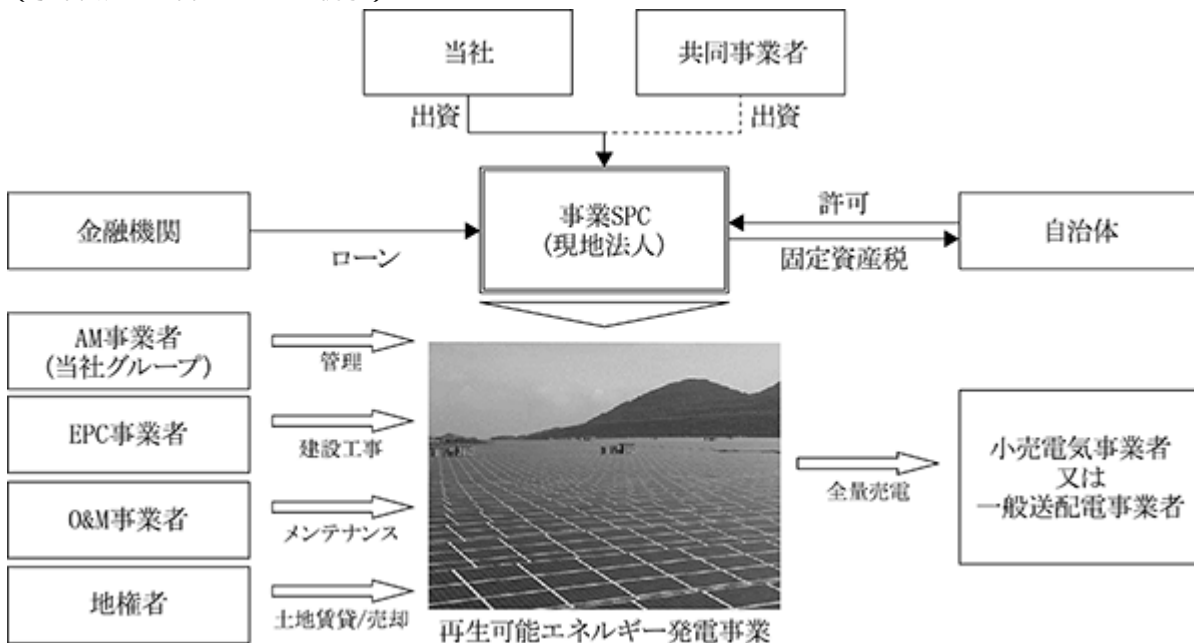 当社
共同事業者
出資
出資
金融機関
ローン
事業SPC
(現地法人)
許可
固定資産税
自治体
AM事業者
(当社グループ)
管理
EPC事業者
建設工事
O&M事業者
メンテナンス
地権者
土地賃貸/売却
再生可能エネルギー発電事業
全量売電
小売電気事業者
又は
一般送配電事業者